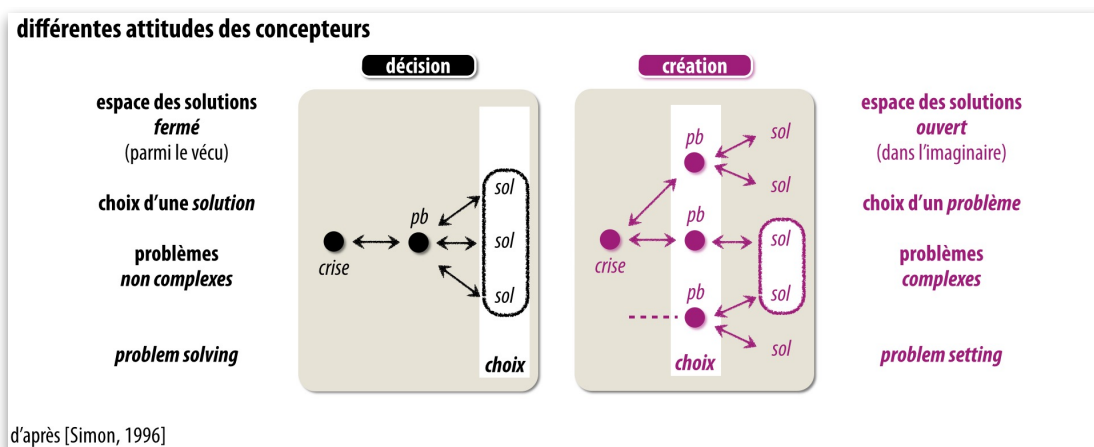 différentes attitudes des concepteurs
décision
création
espace des solutions
fermé
(parmi le vécu)
choix d'une solution
problèmes
non complexes
problem solving
crise
pb
sol
sol
sol
choix
crise
pb
pb
pb
sol
sol
sol
sol
sol
choix
espace des solutions
ouvert
(dans l'imaginaire)
choix d'un problème
problèmes
complexes
problem setting
d'après [Simon, 1996]